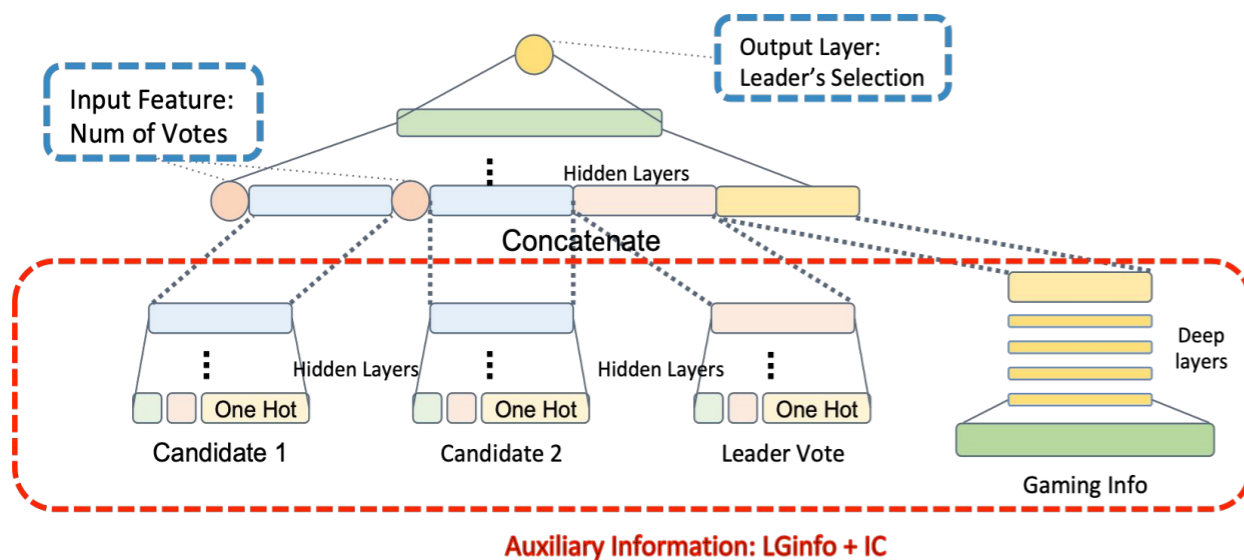 Output Layer:
Leader's Selection
Input Feature:
Num of Votes
Hidden Layers
Concatenate
Hidden Layers
Hidden Layers
Deep
layers
One Hot
One Hot
One Hot
Candidate 1
Candidate 2
Leader Vote
Gaming Info
Auxiliary Information: LGinfo + IC